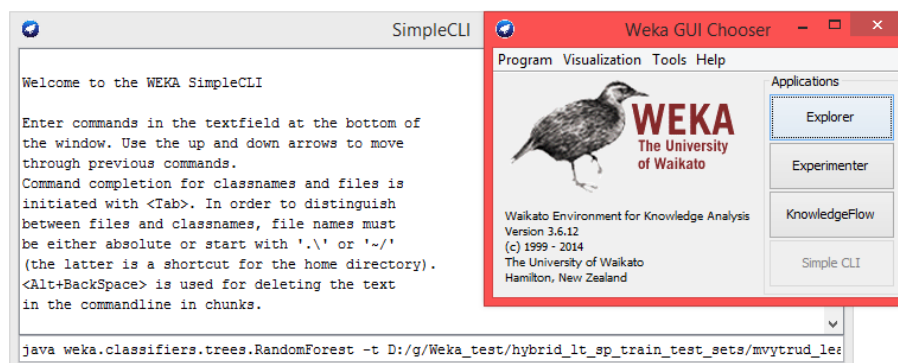 SimpleCLI
Welcome to the WEKA SimpleCLI
Enter commands in the textfield at the bottom of
the window. Use the up and down arrows to move
through previous commands.
Command completion for classnames and files is
initiated with <Tab>. In order to distinguish
between files and classnames, file names must
be either absolute or start with '.\' or '~/'
(the latter is a shortcut for the home directory).
<Alt+BackSpace> is used for deleting the text
in the commandline in chunks.
java weka.classifiers.trees.RandomForest -t D:/g/Weka_test/hybrid_lt_sp_train_test_sets/mvytrud_lea
Weka GUI Chooser
Program Visualization Tools Help
WEKA
The University
of Waikato
Waikato Environment for Knowledge Analysis
Version 3.6.12
(c) 1999 - 2014
The University of Waikato
Hamilton, New Zealand
Applications
Explorer
Experimenter
KnowledgeFlow
Simple CLI